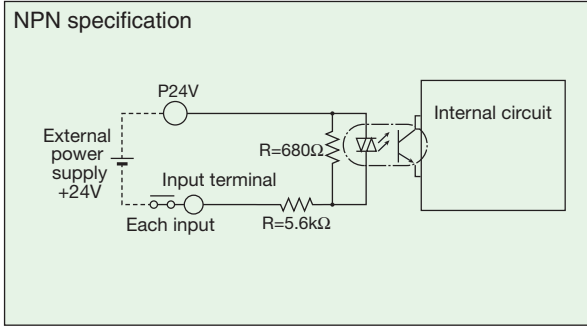 NPN specification
P24V
External
power
supply
+24V
R=680Ω
Internal circuit
Input terminal
Each input
R=5.6kΩ